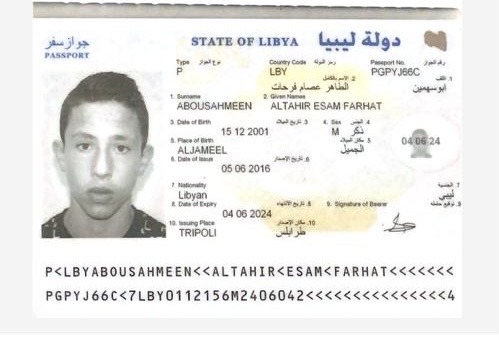 جواز سفر
PASSPORT
STATE OF LIBYA دولة ليبيا
Type نوع الجواز Country Code رمز الدولة Passport No. رقم الجواز
P LBY PGPYJ66C
1. Surname 2. Given Names 2. الاسم بالكامل 1. اللقب
الطاهر عصام فرحات أبوسهمين
ABOUSAHMEEN ALTAHIR ESAM FARHAT
3. Date of Birth 3. تاريخ الميلاد 4. Sex 4. الجنس
15 12 2001 M ذكر
5. Place of Birth 5. مكان الميلاد
ALJAMEEL الجميل
04 06 24
6. Date of Issue 6. تاريخ الإصدار
05 06 2016
7. Nationality 7. الجنسية
Libyan ليبي
8. Date of Expiry 8. تاريخ الانتهاء 9. Signature of Bearer 9. توقيع حامله
04 06 2024
10. Issuing Place 10. مكان الإصدار
TRIPOLI طرابلس
P<LBYABOUSAHMEEN<<ALTAHIR<ESAM<FARHAT<<<<<<<
PGPYJ66C<7LBY0112156M2406042<<<<<<<<<<<<<<<4